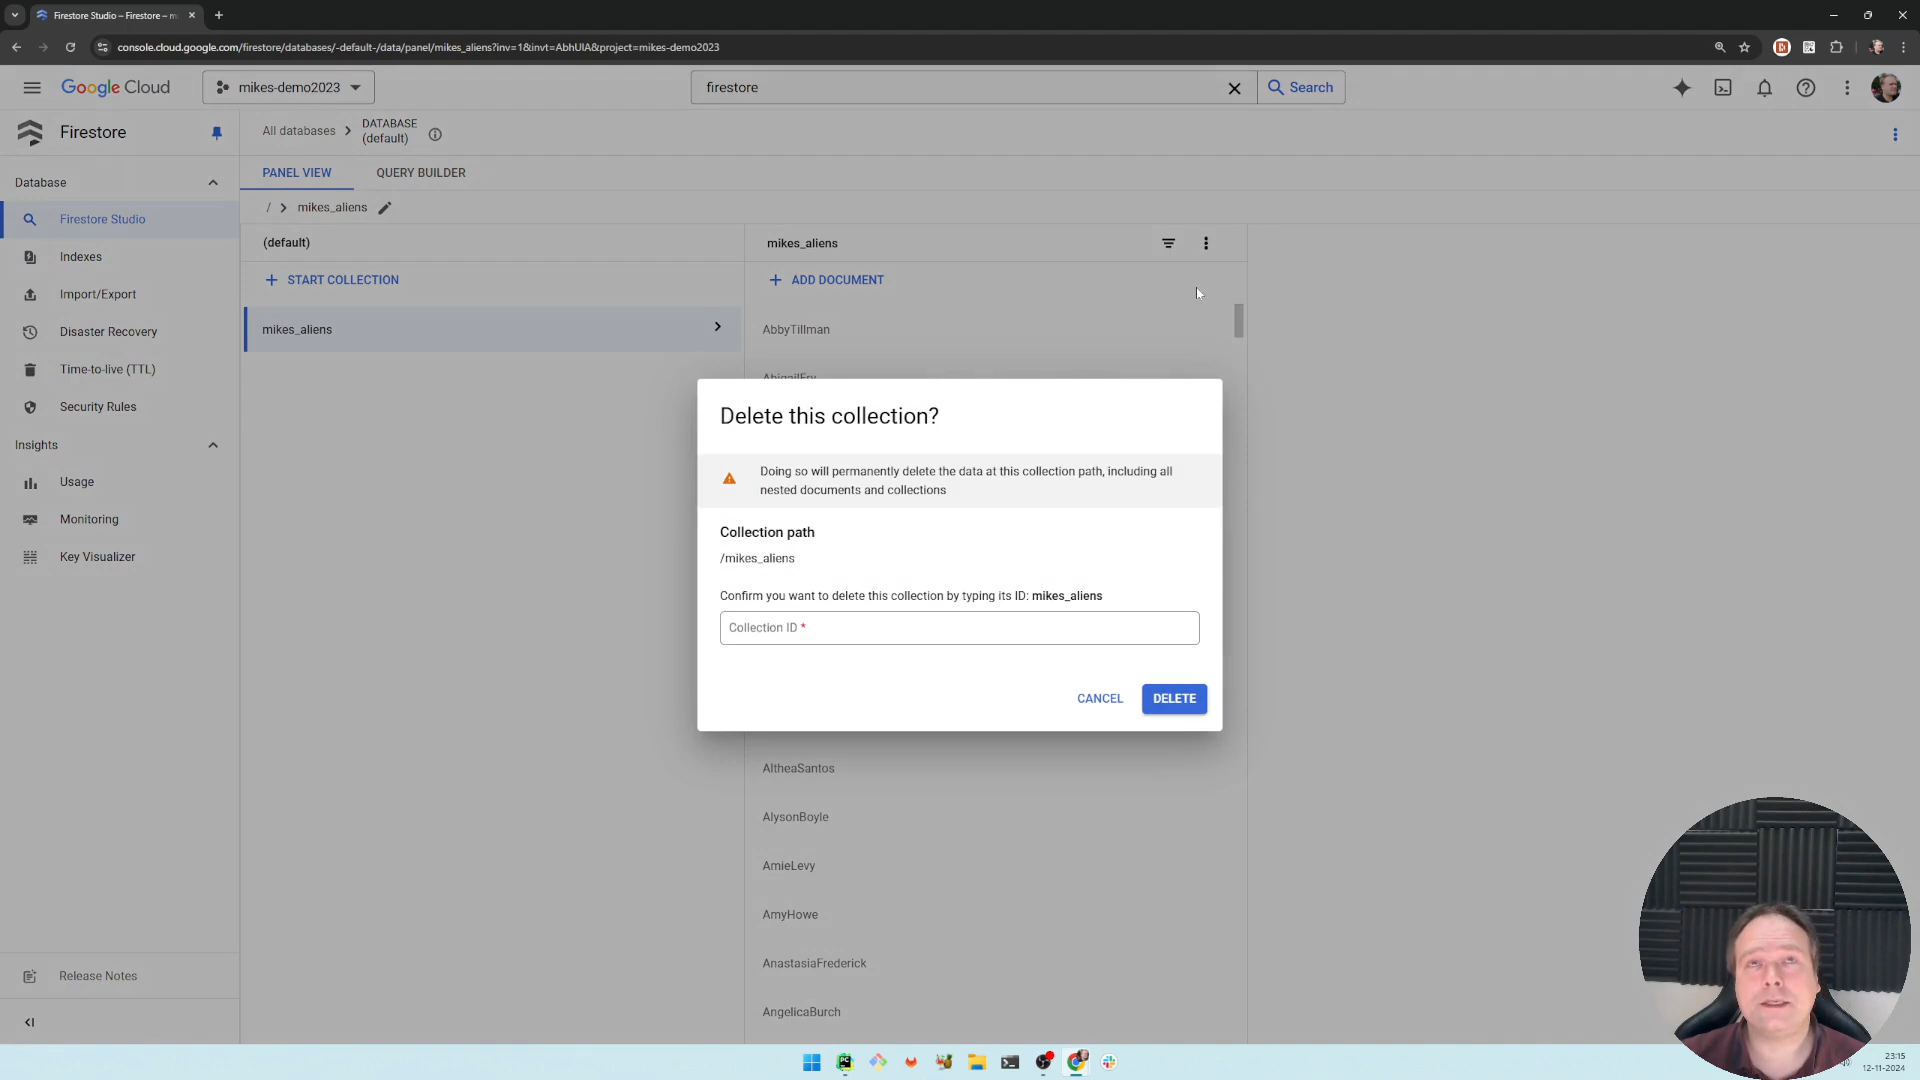 Firestore Studio – Firestore – m
console.cloud.google.com/firestore/databases/-default-/data/panel/mikes_aliens?inv=1&invt=AbhUIA&project=mikes-demo2023
Google Cloud
mikes-demo2023
firestore
Search
Firestore
All databases
DATABASE
(default)
PANEL VIEW
QUERY BUILDER
Database
Firestore Studio
Indexes
Import/Export
Disaster Recovery
Time-to-live (TTL)
Security Rules
Insights
Usage
Monitoring
Key Visualizer
Release Notes
/ mikes_aliens
(default)
START COLLECTION
mikes_aliens
mikes_aliens
ADD DOCUMENT
AbbyTillman
AbigailFry
Delete this collection?
Doing so will permanently delete the data at this collection path, including all
nested documents and collections
Collection path
/mikes_aliens
Confirm you want to delete this collection by typing its ID: mikes_aliens
Collection ID *
CANCEL
DELETE
AltheaSantos
AlysonBoyle
AmieLevy
AmyHowe
AnastasiaFrederick
AngelicaBurch
23:15
12-11-2024